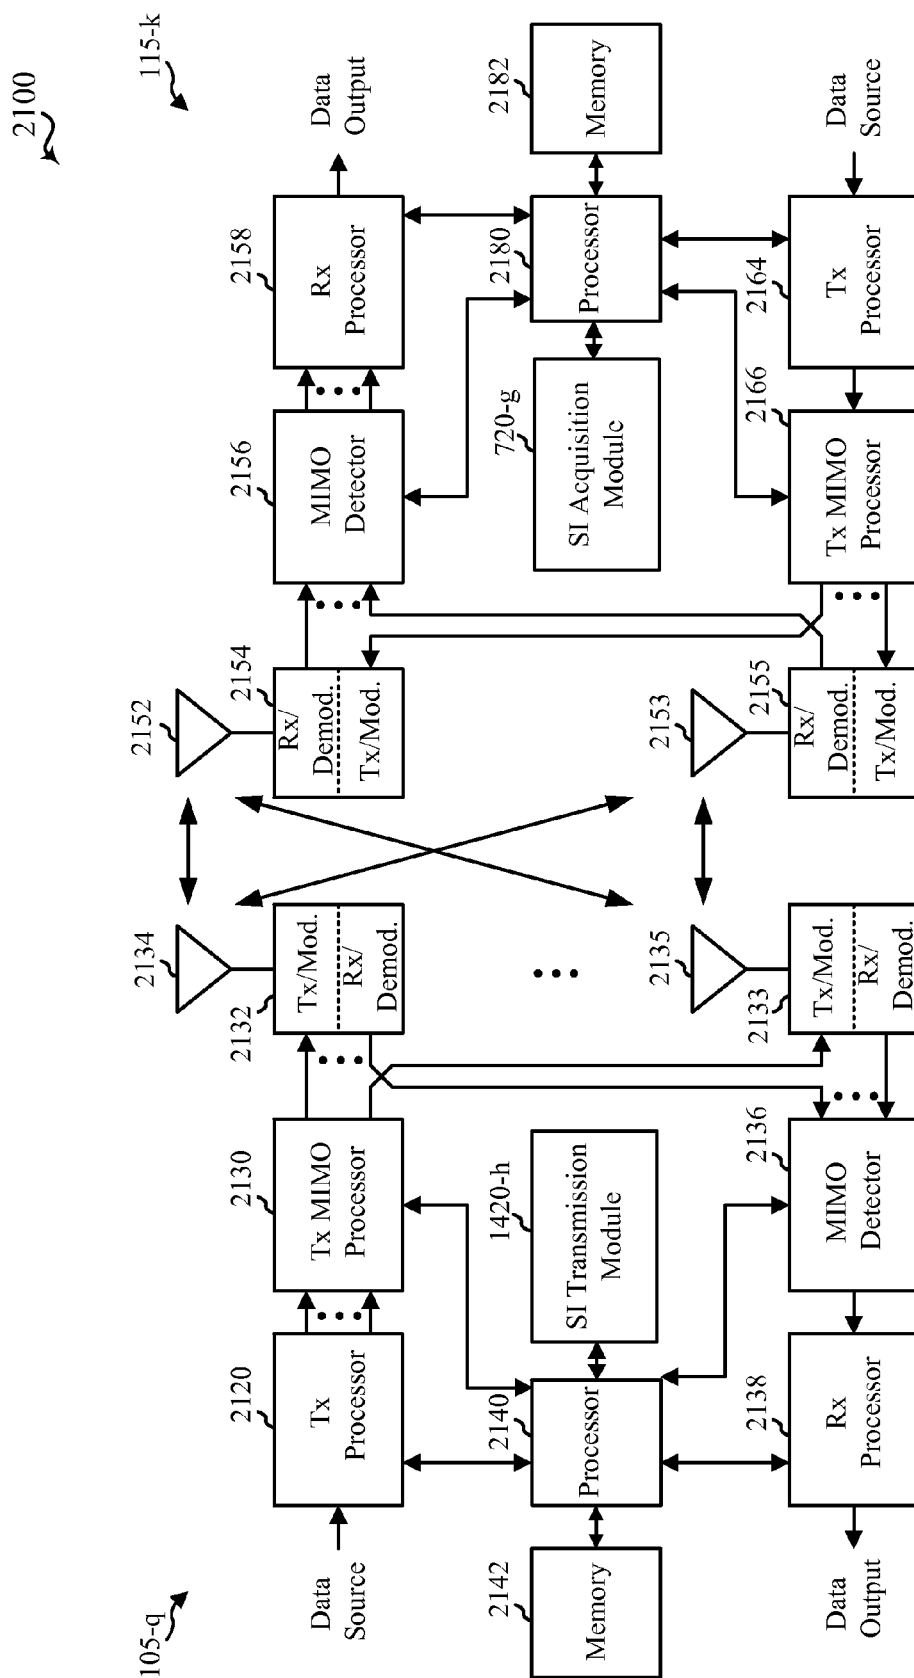 2100
105-q
115-k
Data
Source
2120
Tx
Processor
2130
Tx MIMO
Processor
2132
Tx/Mod.
Rx/
Demod.
2134
2152
2154
Rx/
Demod.
Tx/Mod.
2156
MIMO
Detector
2158
Rx
Processor
Data
Output
2142
Memory
2140
Processor
1420-h
SI Transmission
Module
720-g
SI Acquisition
Module
2180
Processor
2182
Memory
Data
Output
2138
Rx
Processor
2136
MIMO
Detector
2133
Tx/Mod.
Rx/
Demod.
2135
2153
2155
Rx/
Demod.
Tx/Mod.
2166
Tx MIMO
Processor
2164
Tx
Processor
Data
Source